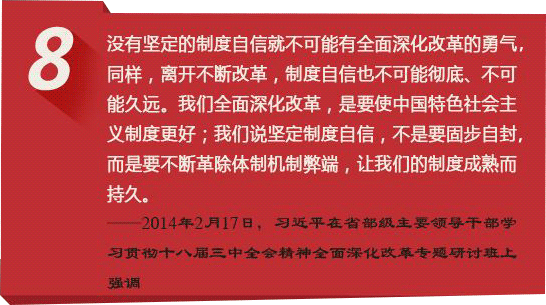 8
没有坚定的制度自信就不可能有全面深化改革的勇气,
同样，离开不断改革，制度自信也不可能彻底、不可
能久远。我们全面深化改革，是要使中国特色社会主
义制度更好；我们说坚定制度自信，不是要固步自封,
而是要不断革除体制机制弊端，让我们的制度成熟而
持久。
——2014年2月17日，习近平在省部级主要领导干部学
习贯彻十八届三中全会精神全面深化改革专题研讨班上
强调